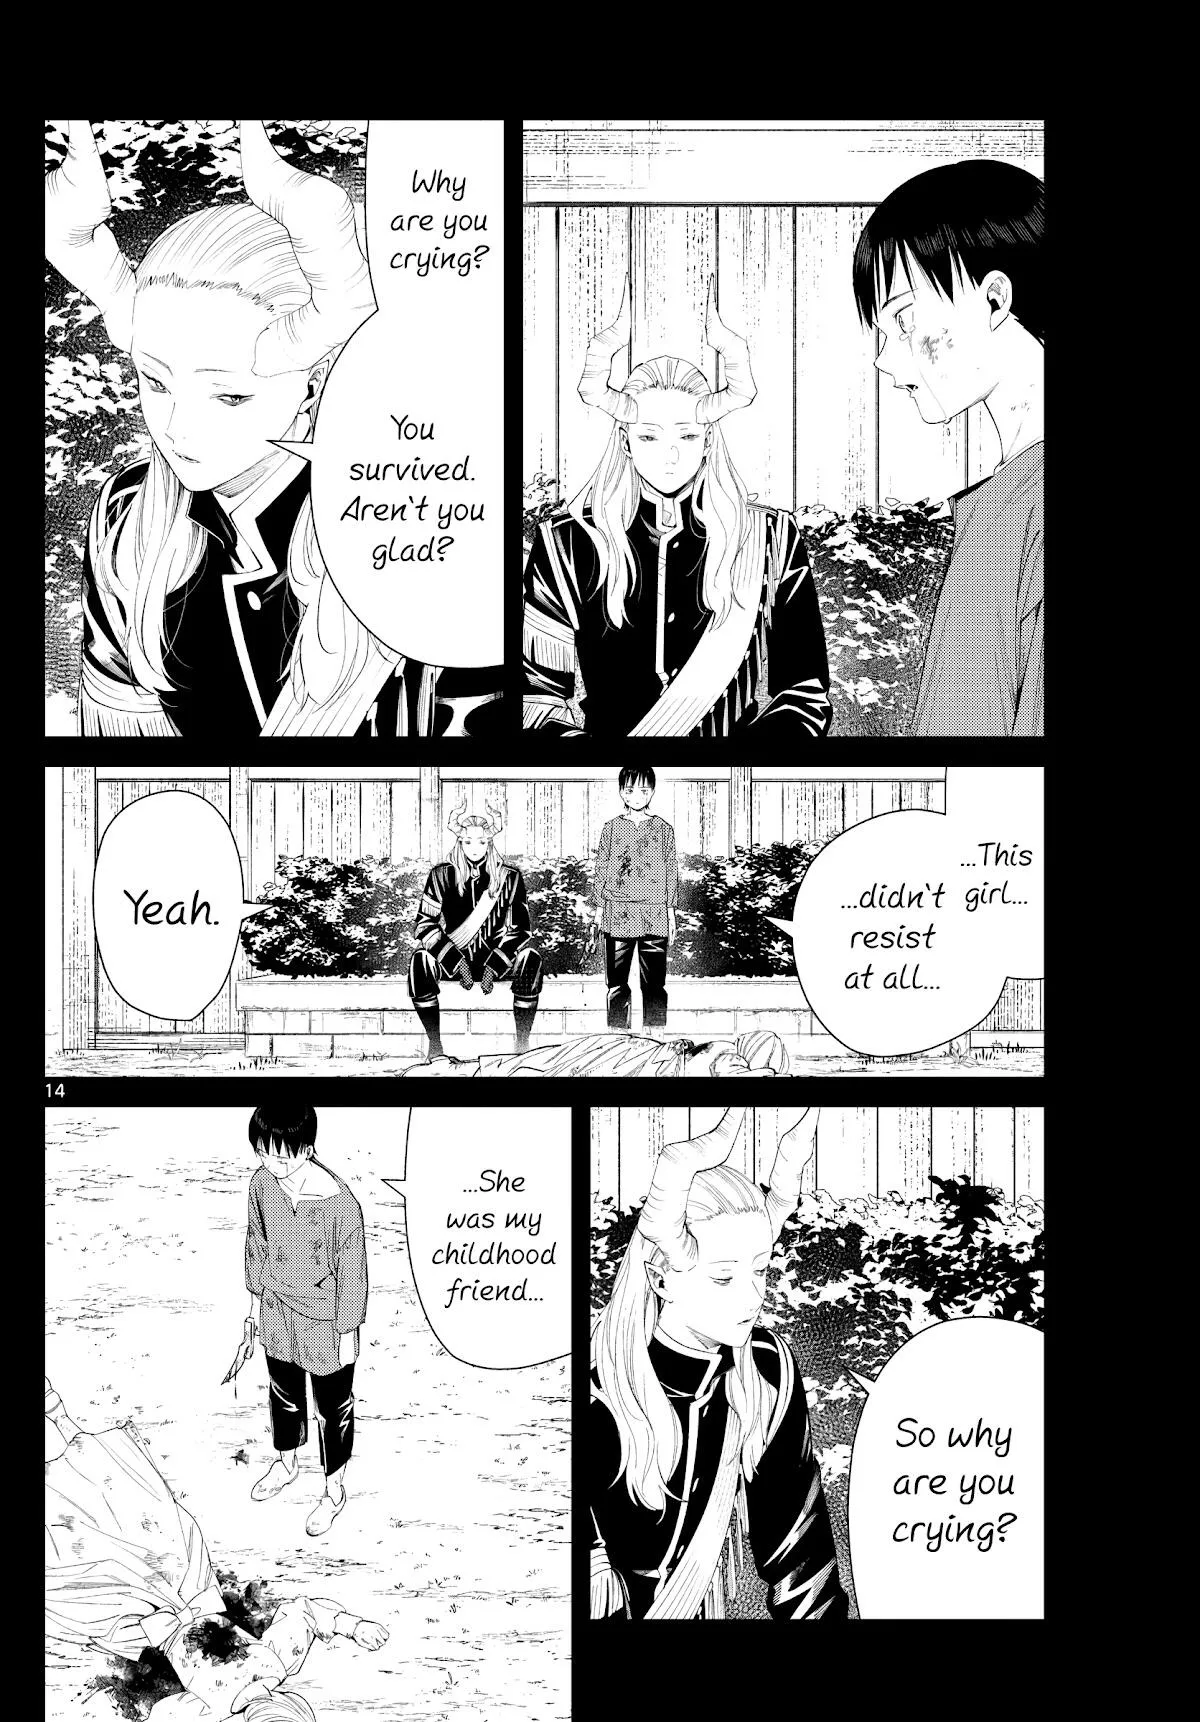 Why
are you
crying?
You
survived.
Aren't you
glad?
...This
girl...
...didn't
resist
at all...
Yeah.
14
So why
are you
crying?
...She
was my
childhood
friend...